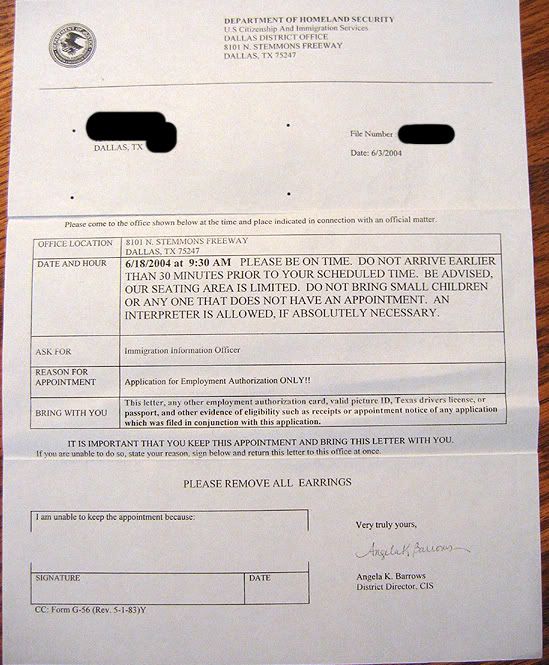 DEPARTMENT OF HOMELAND SECURITY
U.S Citizenship And Immigration Services
DALLAS DISTRICT OFFICE
8101 N. STEMMONS FREEWAY
DALLAS, TX 75247
DALLAS, TX
File Number
Date: 6/3/2004
Please come to the office shown below at the time and place indicated in connection with an official matter.
OFFICE LOCATION
8101 N. STEMMONS FREEWAY
DALLAS, TX 75247
DATE AND HOUR
6/18/2004 at 9:30 AM PLEASE BE ON TIME. DO NOT ARRIVE EARLIER
THAN 30 MINUTES PRIOR TO YOUR SCHEDULED TIME. BE ADVISED,
OUR SEATING AREA IS LIMITED. DO NOT BRING SMALL CHILDREN
OR ANY ONE THAT DOES NOT HAVE AN APPOINTMENT. AN
INTERPRETER IS ALLOWED, IF ABSOLUTELY NECESSARY.
ASK FOR
Immigration Information Officer
REASON FOR
APPOINTMENT
Application for Employment Authorization ONLY!!
BRING WITH YOU
This letter, any other employment authorization card, valid picture ID, Texas drivers license, or
passport, and other evidence of eligibility such as receipts or appointment notice of any application
which was filed in conjunction with this application.
IT IS IMPORTANT THAT YOU KEEP THIS APPOINTMENT AND BRING THIS LETTER WITH YOU.
If you are unable to do so, state your reason, sign below and return this letter to this office at once.
PLEASE REMOVE ALL EARRINGS
I am unable to keep the appointment because:
SIGNATURE
DATE
Very truly yours,
Angela K. Barrows
Angela K. Barrows
District Director, CIS
CC: Form G-56 (Rev. 5-1-83)Y